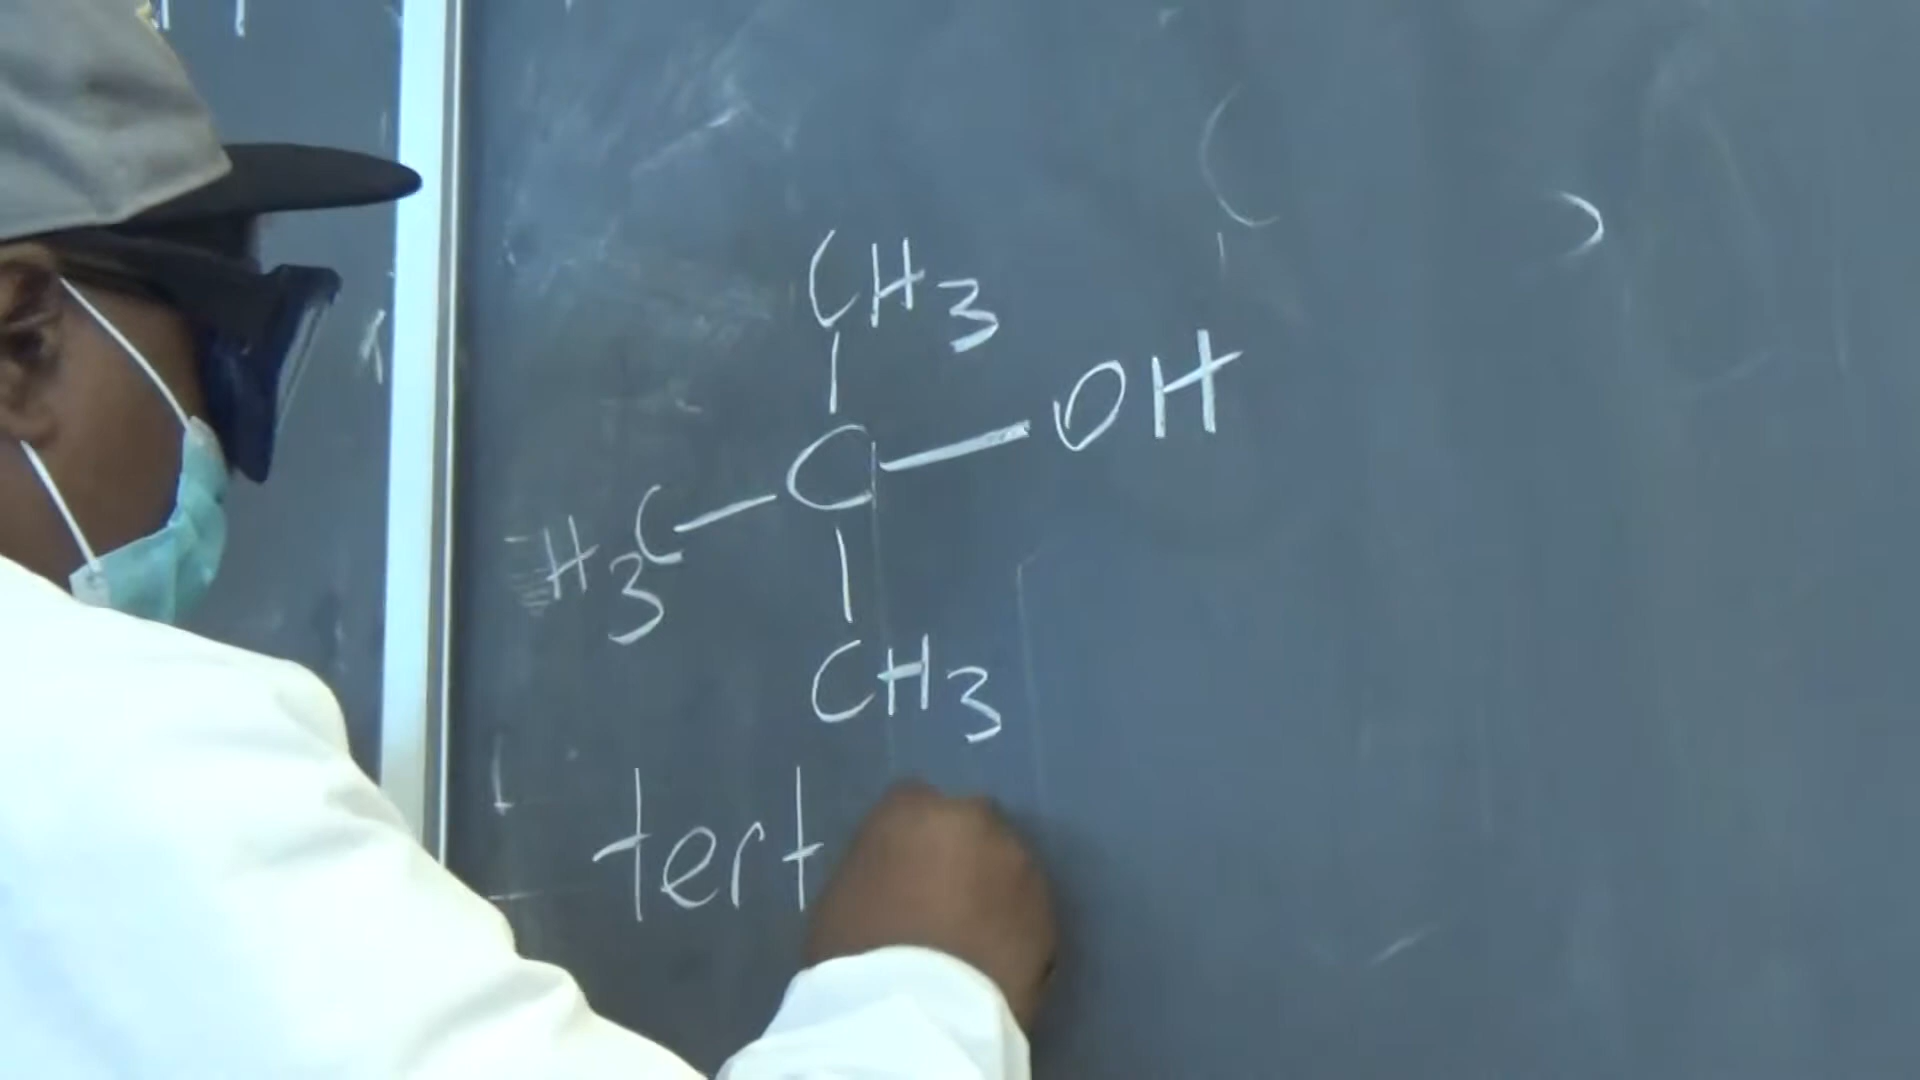 CH3
C — OH
H3C
CH3
tert